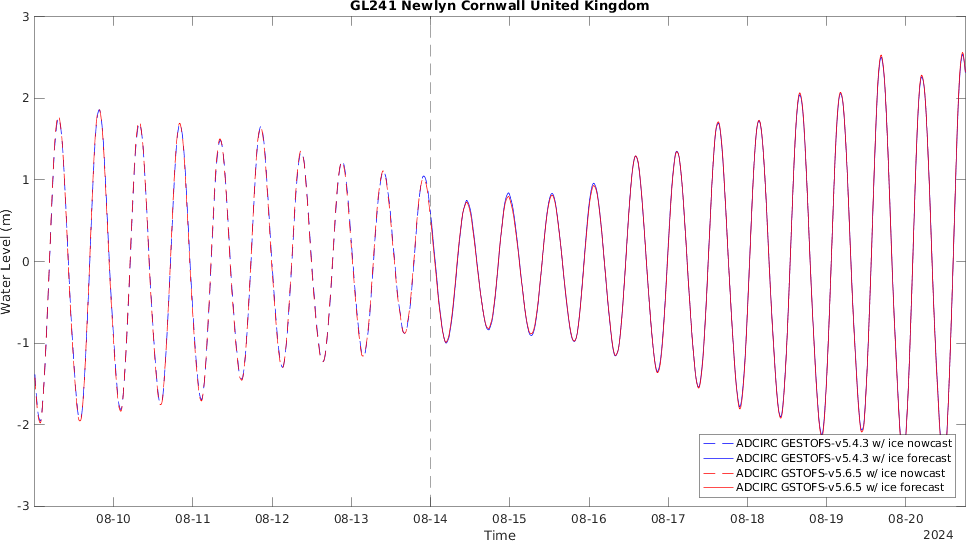 GL241 Newlyn Cornwall United Kingdom
3
2
1
0
-1
-2
-3
Water Level (m)
ADCIRC GESTOFS-v5.4.3 w/ ice nowcast
ADCIRC GESTOFS-v5.4.3 w/ ice forecast
ADCIRC GSTOFS-v5.6.5 w/ ice nowcast
ADCIRC GSTOFS-v5.6.5 w/ ice forecast
08-10 08-11 08-12 08-13 08-14 08-15 08-16 08-17 08-18 08-19 08-20
Time
2024